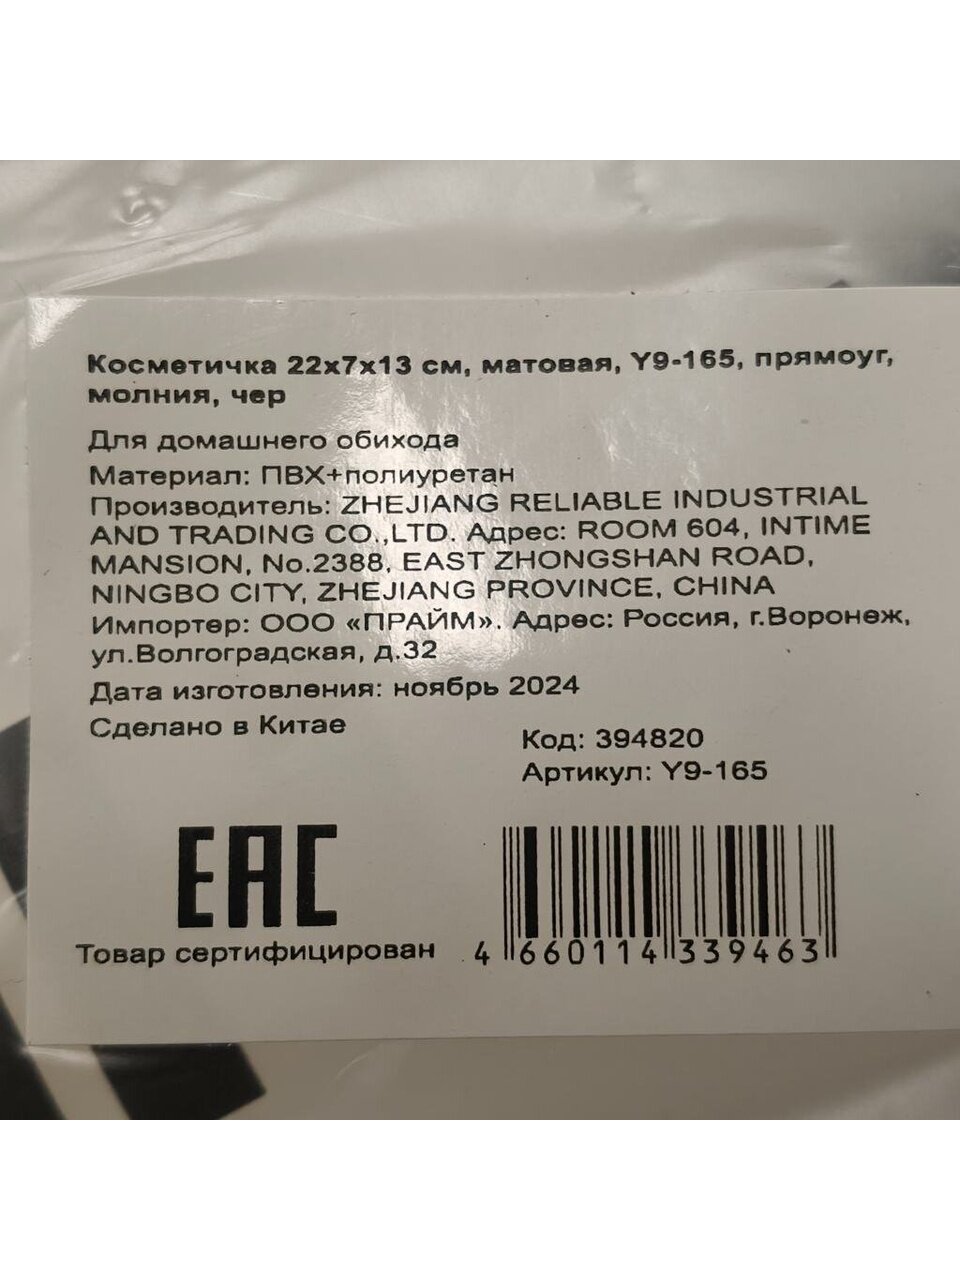 Косметичка 22х7х13 см, матовая, Y9-165, прямоуг,
молния, чер
Для домашнего обихода
Материал: ПВХ+полиуретан
Производитель: ZHEJIANG RELIABLE INDUSTRIAL
AND TRADING CO.,LTD. Адрес: ROOM 604, INTIME
MANSION, No.2388, EAST ZHONGSHAN ROAD,
NINGBO CITY, ZHEJIANG PROVINCE, CHINA
Импортер: ООО «ПРАЙМ». Адрес: Россия, г.Воронеж,
ул.Волгоградская, д.32
Дата изготовления: ноябрь 2024
Сделано в Китае
Код: 394820
Артикул: Y9-165
EAC
Товар сертифицирован
4 660114 339463